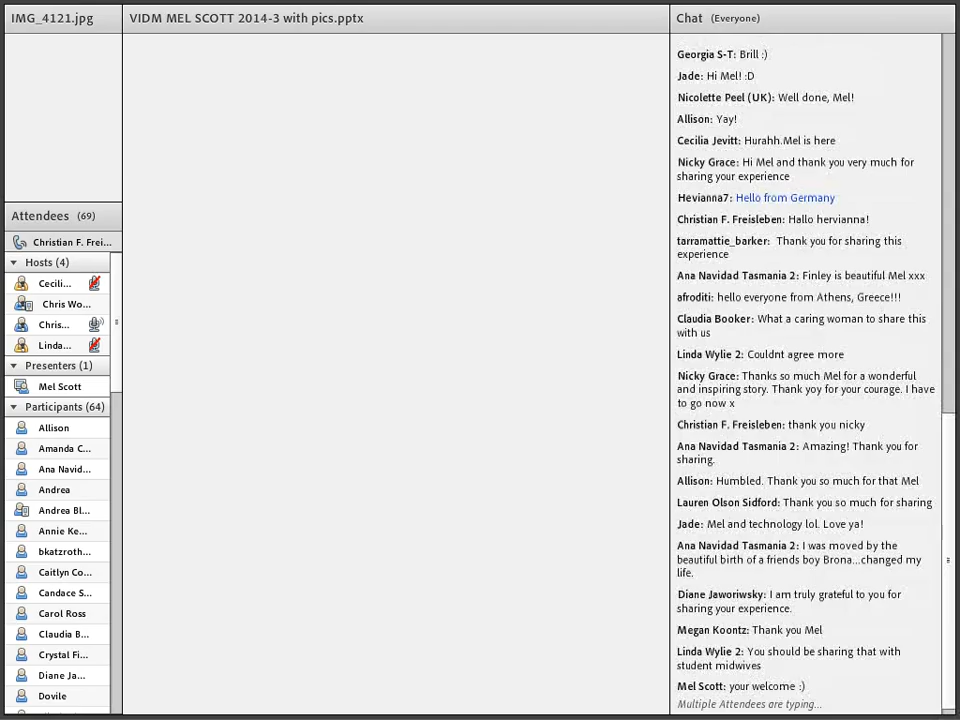 IMG_4121.jpg
VIDM MEL SCOTT 2014-3 with pics.pptx
Chat (Everyone)
Attendees (69)
Christian F. Frei...
Hosts (4)
Cecili...
Chris Wo...
Chris...
Linda...
Presenters (1)
Mel Scott
Participants (64)
Allison
Amanda C...
Ana Navid...
Andrea
Andrea Bl...
Annie Ke...
bkatzroth...
Caitlyn Co...
Candace S...
Carol Ross
Claudia B...
Crystal Fi...
Diane Ja...
Dovile
Georgia S-T: Brill :)
Jade: Hi Mel! :D
Nicolette Peel (UK): Well done, Mel!
Allison: Yay!
Cecilia Jevitt: Hurahh.Mel is here
Nicky Grace: Hi Mel and thank you very much for
sharing your experience
Hevianna7: Hello from Germany
Christian F. Freisleben: Hallo hervianna!
tarramattie_barker: Thank you for sharing this
experience
Ana Navidad Tasmania 2: Finley is beautiful Mel xxx
afroditi: hello everyone from Athens, Greece!!!
Claudia Booker: What a caring woman to share this
with us
Linda Wylie 2: Couldnt agree more
Nicky Grace: Thanks so much Mel for a wonderful
and inspiring story. Thank yoy for your courage. I have
to go now x
Christian F. Freisleben: thank you nicky
Ana Navidad Tasmania 2: Amazing! Thank you for
sharing.
Allison: Humbled. Thank you so much for that Mel
Lauren Olson Sidford: Thank you so much for sharing
Jade: Mel and technology lol. Love ya!
Ana Navidad Tasmania 2: I was moved by the
beautiful birth of a friends boy Brona...changed my
life.
Diane Jaworiwsky: I am truly grateful to you for
sharing your experience.
Megan Koontz: Thank you Mel
Linda Wylie 2: You should be sharing that with
student midwives
Mel Scott: your welcome :)
Multiple Attendees are typing...